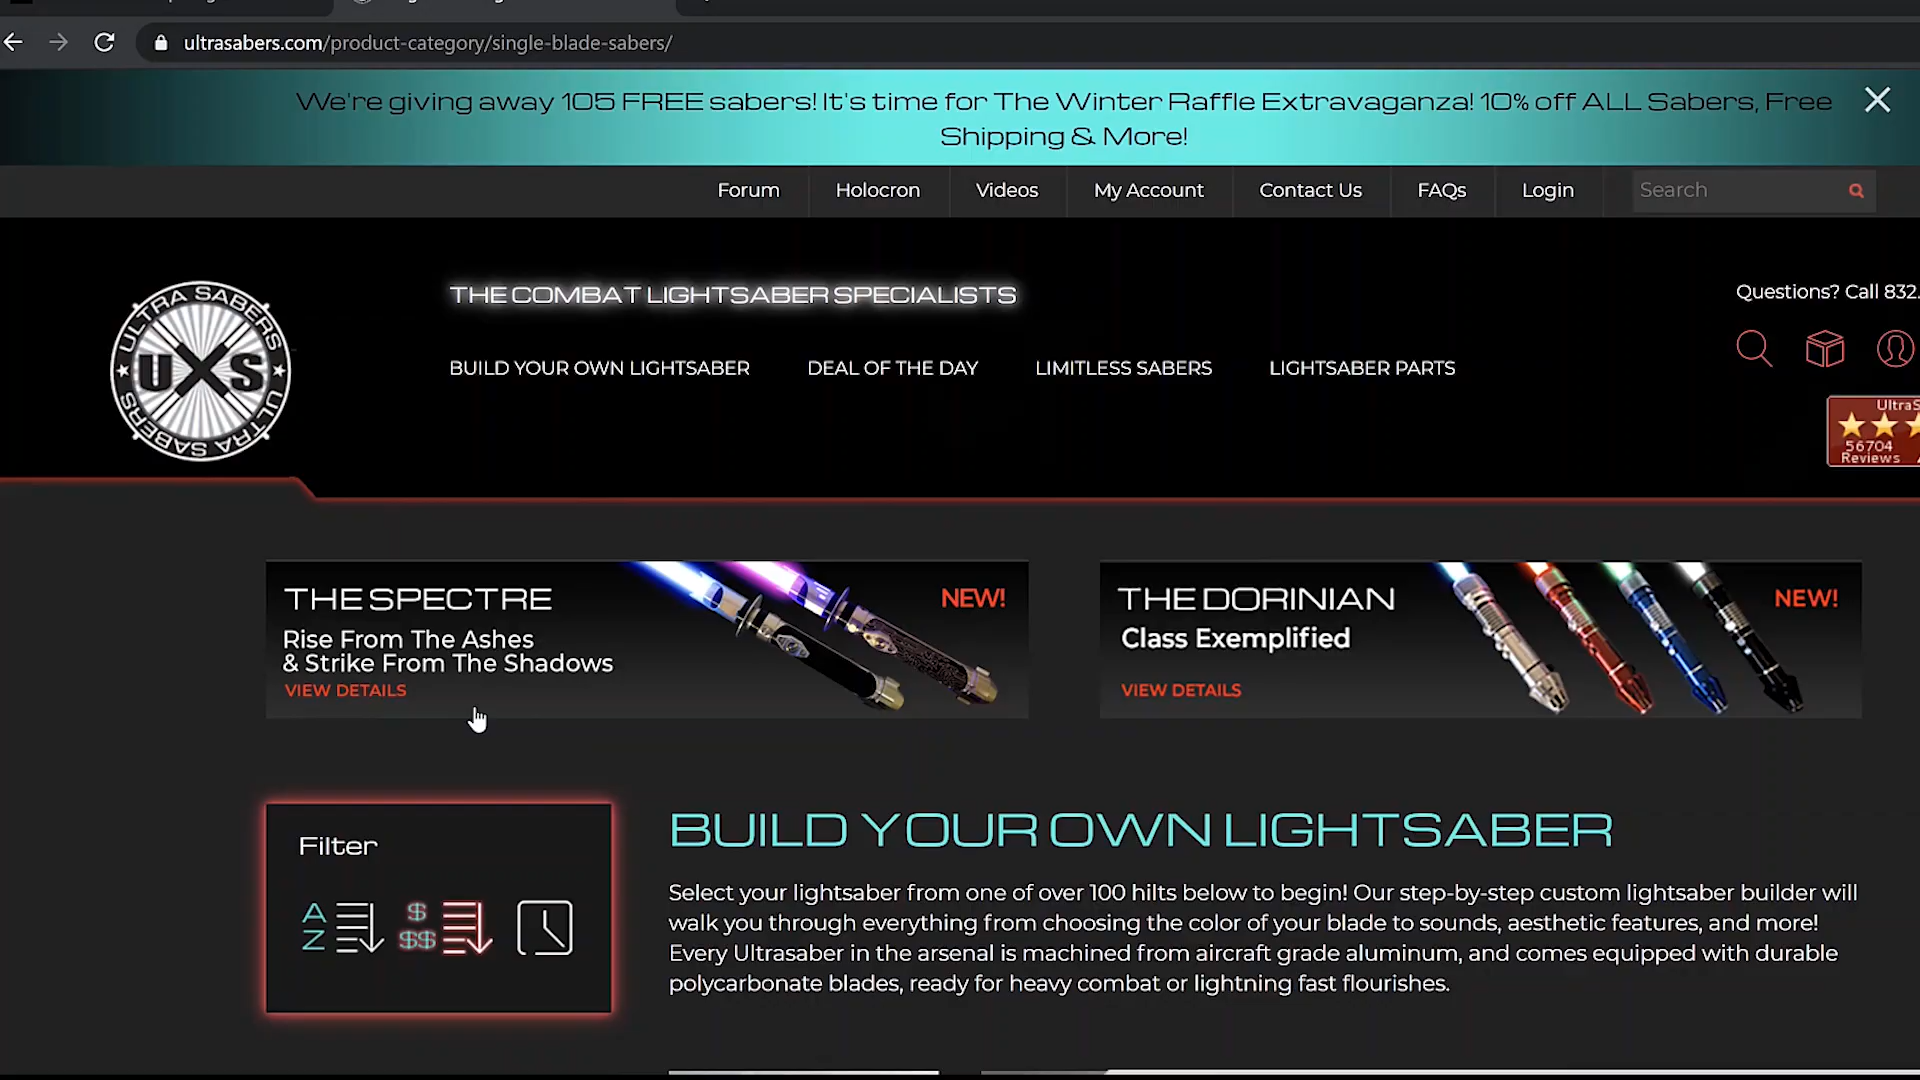 ultrasabers.com/product-category/single-blade-sabers/
We're giving away 105 FREE sabers! It's time for The Winter Raffle Extravaganza! 10% off ALL Sabers, Free
Shipping & More!
Forum Holocron Videos My Account Contact Us FAQs Login Search
THE COMBAT LIGHTSABER SPECIALISTS
Questions? Call 832.
ULTRA SABERS
UXS
ULTRA SABERS
BUILD YOUR OWN LIGHTSABER DEAL OF THE DAY LIMITLESS SABERS LIGHTSABER PARTS
UltraS
56704
Reviews
THE SPECTRE
NEW!
Rise From The Ashes
& Strike From The Shadows
VIEW DETAILS
THE DORINIAN
NEW!
Class Exemplified
VIEW DETAILS
Filter
A
Z
$
$$
BUILD YOUR OWN LIGHTSABER
Select your lightsaber from one of over 100 hilts below to begin! Our step-by-step custom lightsaber builder will
walk you through everything from choosing the color of your blade to sounds, aesthetic features, and more!
Every Ultrasaber in the arsenal is machined from aircraft grade aluminum, and comes equipped with durable
polycarbonate blades, ready for heavy combat or lightning fast flourishes.